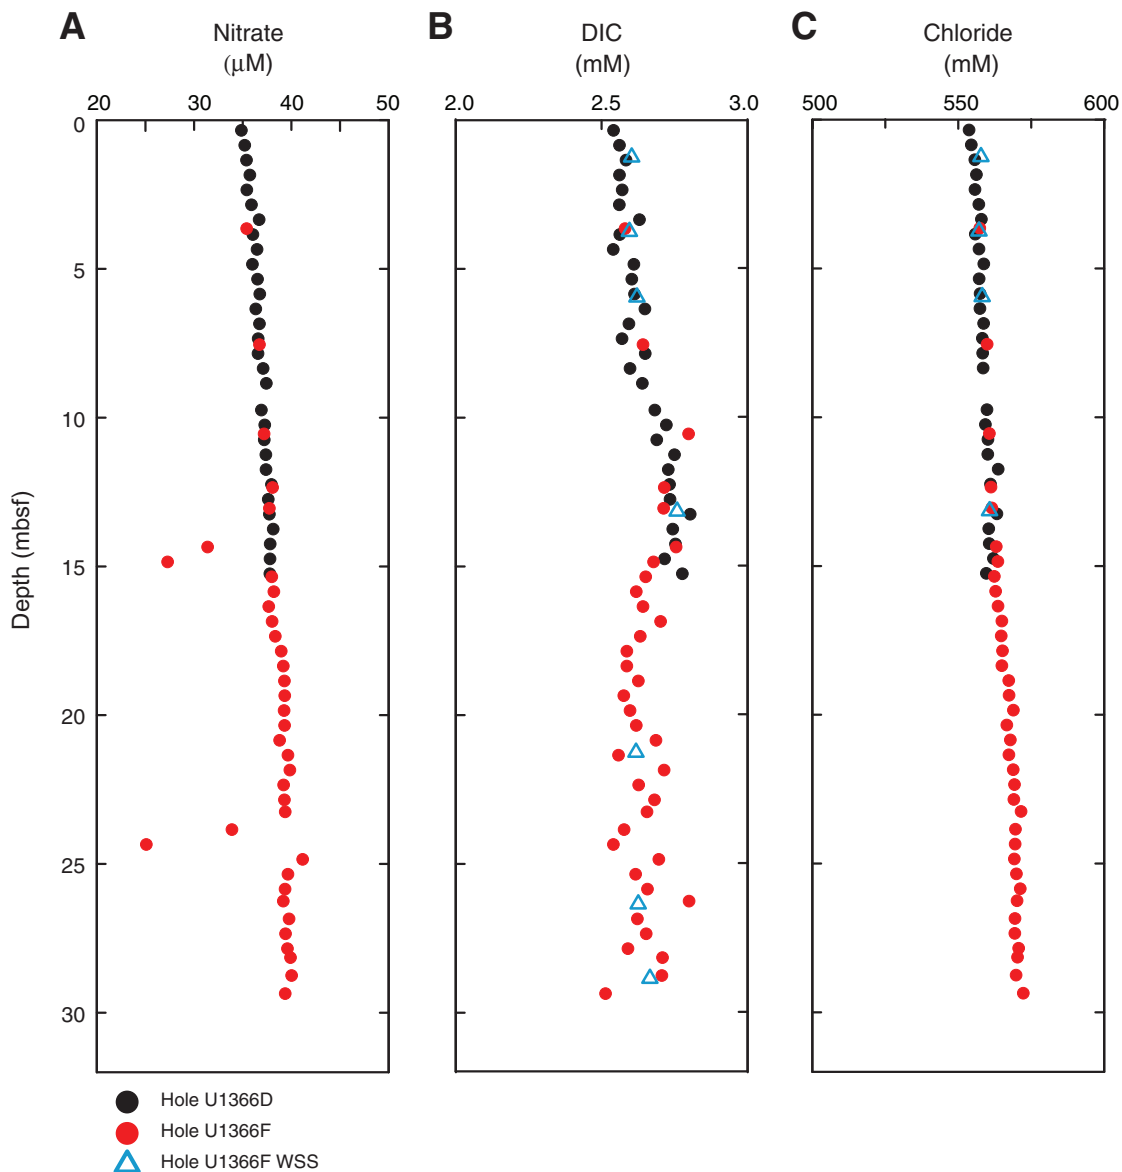 A Nitrate
(μM)
20 30 40 50
B DIC
(mM)
2.0 2.5 3.0
C Chloride
(mM)
500 550 600
Depth (mbsf)
0
5
10
15
20
25
30
Hole U1366D
Hole U1366F
Hole U1366F WSS